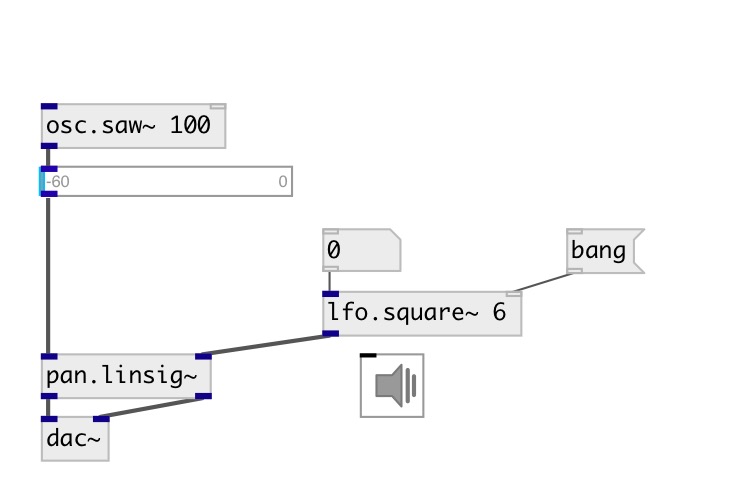 osc.saw~ 100
-60 0
0
bang
lfo.square~ 6
pan.linsig~
dac~